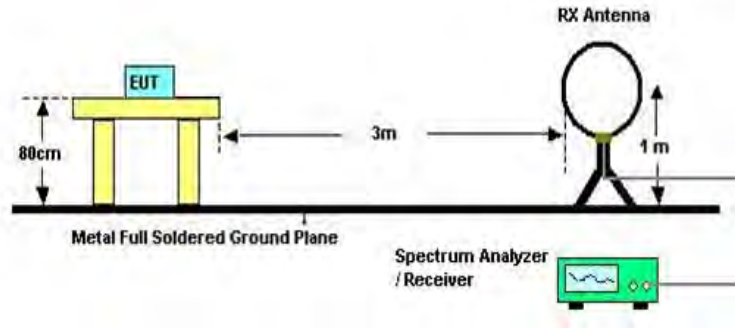 RX Antenna
EUT
80cm
3m
1 m
Metal Full Soldered Ground Plane
Spectrum Analyzer
/ Receiver